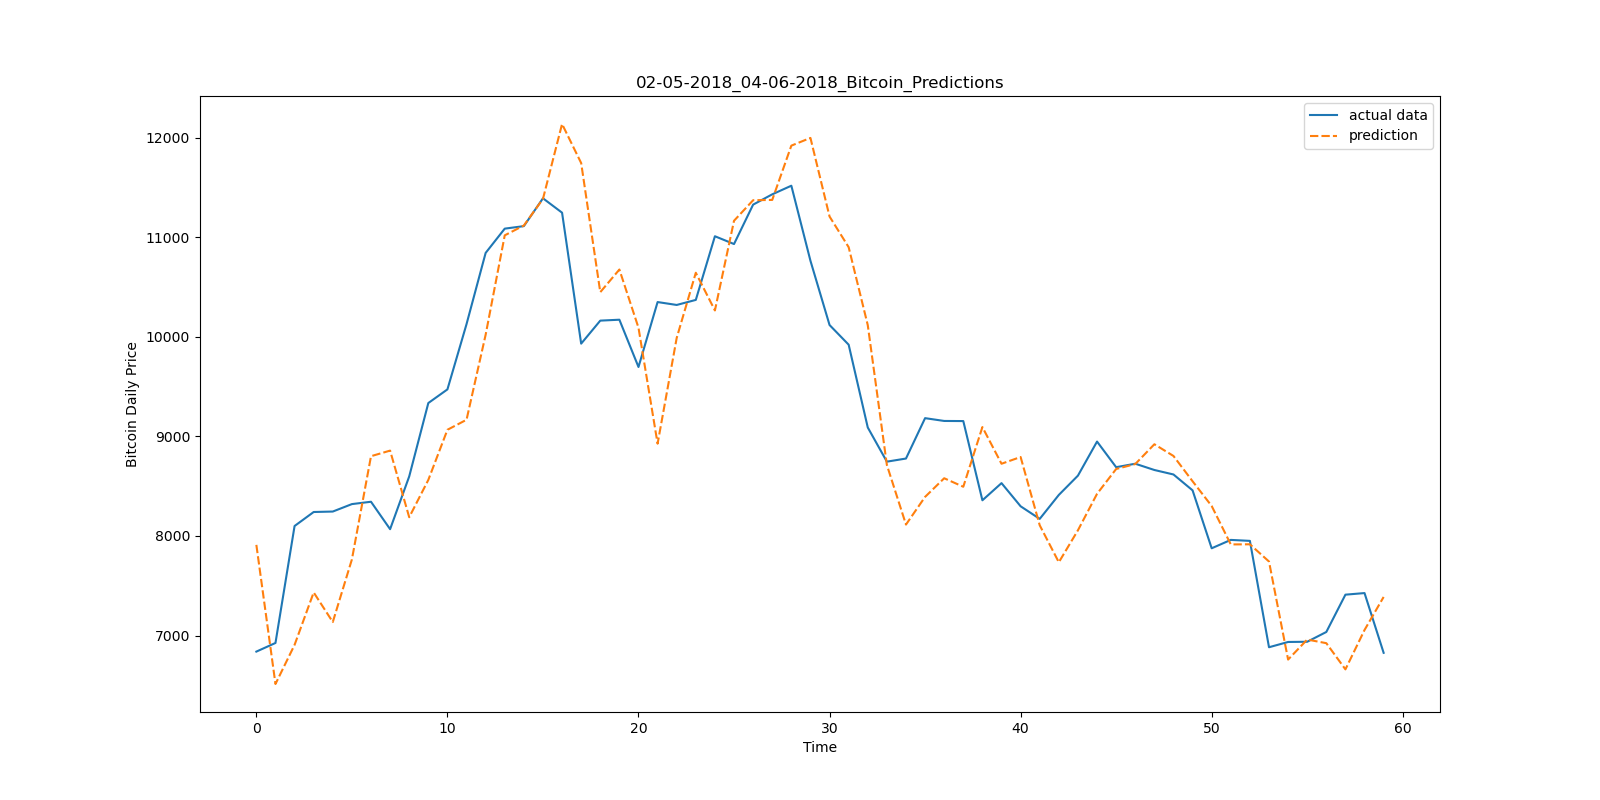 02-05-2018_04-06-2018_Bitcoin_Predictions
actual data
prediction
12000
11000
10000
9000
8000
7000
Bitcoin Daily Price
0 10 20 30 40 50 60
Time